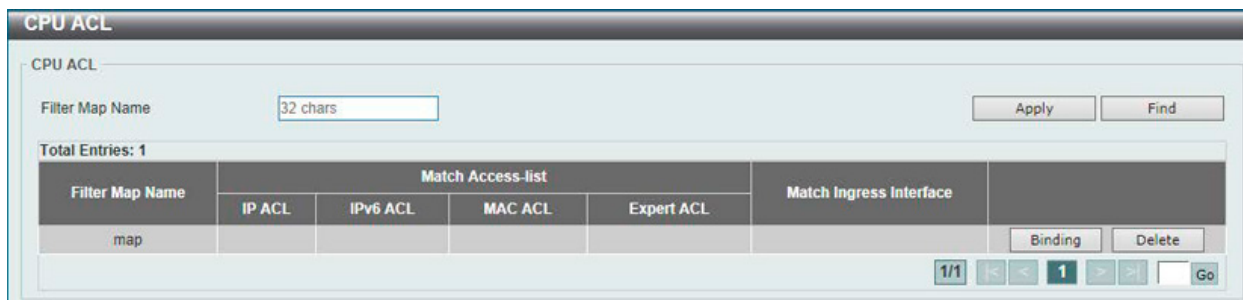 CPU ACL
CPU ACL
Filter Map Name 32 chars Apply Find
Total Entries: 1
Filter Map Name Match Access-list Match Ingress Interface
IP ACL IPv6 ACL MAC ACL Expert ACL
map Binding Delete
1/1 |< < 1 > >| Go